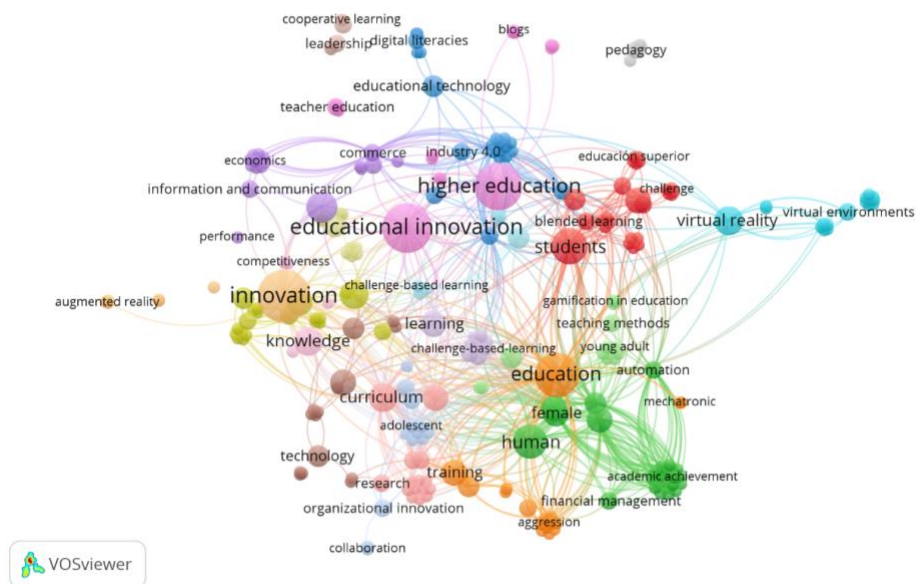 cooperative learning
blogs
leadership
digital literacies
pedagogy
educational technology
teacher education
industry 4.0
commerce
economics
educación superior
higher education
information and communication
challenge
virtual reality
virtual environments
blended learning
educational innovation
performance
students
competitiveness
challenge-based learning
innovation
augmented reality
gamification in education
learning
teaching methods
knowledge
challenge-based-learning
young adult
education
automation
curriculum
mechatronic
female
adolescent
human
technology
training
academic achievement
research
financial management
organizational innovation
aggression
collaboration
VOSviewer